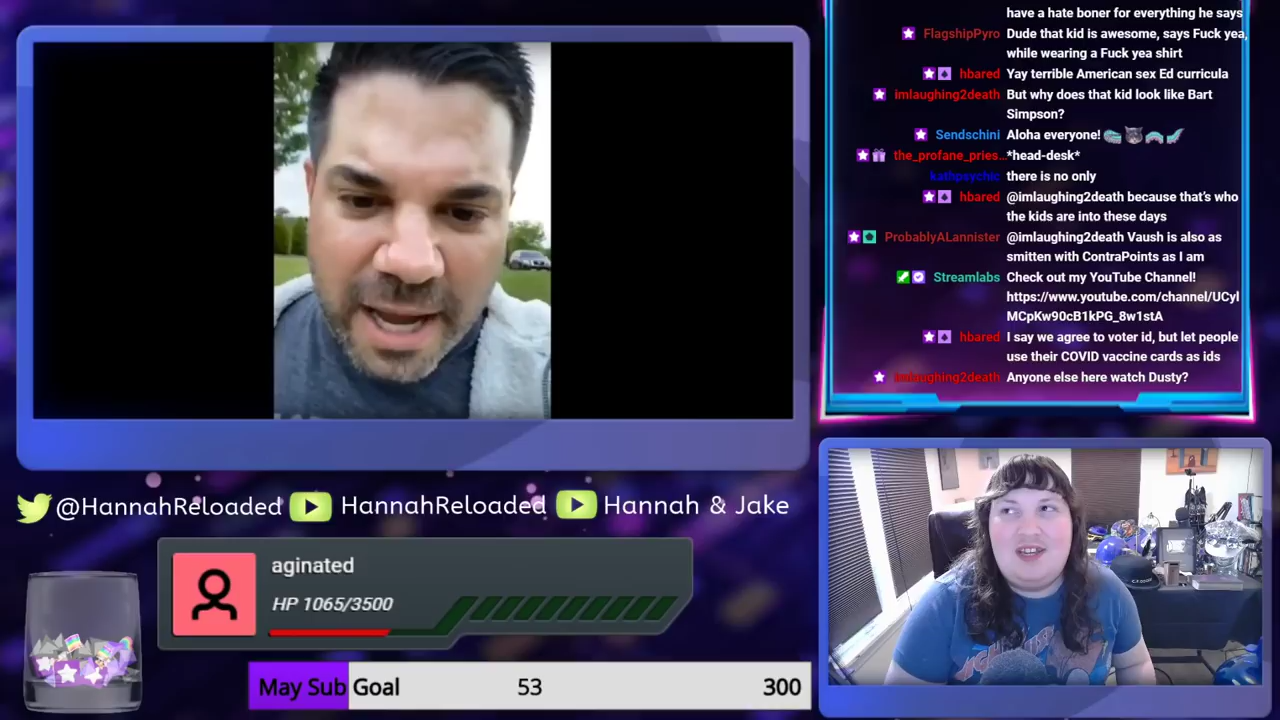 have a hate boner for everything he says
FlagshipPyro Dude that kid is awesome, says Fuck yea,
while wearing a Fuck yea shirt
hbared Yay terrible American sex Ed curricula
imlaughing2death But why does that kid look like Bart
Simpson?
Sendschini Aloha everyone!
the_profane_pries... *head-desk*
kathpsychic there is no only
hbared @imlaughing2death because that's who
the kids are into these days
ProbablyALannister @imlaughing2death Vaush is also as
smitten with ContraPoints as I am
Streamlabs Check out my YouTube Channel!
https://www.youtube.com/channel/UCyl
MCpKw90cB1kPG_8w1stA
hbared I say we agree to voter id, but let people
use their COVID vaccine cards as ids
imlaughing2death Anyone else here watch Dusty?
@HannahReloaded HannahReloaded Hannah & Jake
aginated
HP 1065/3500
May Sub Goal 53 300